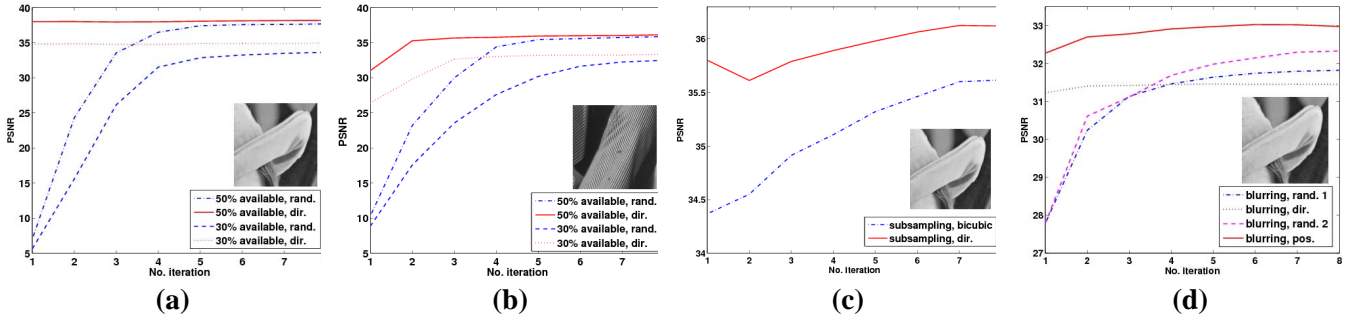 40
35
30
25
20
15
10
5
PSNR
50% available, rand.
50% available, dir.
30% available, rand.
30% available, dir.
1 2 3 4 5 6 7
No. iteration
(a)
40
35
30
25
20
15
10
5
PSNR
50% available, rand.
50% available, dir.
30% available, rand.
30% available, dir.
1 2 3 4 5 6 7
No. iteration
(b)
36
35.5
35
34.5
34
PSNR
subsampling, bicubic
subsampling, dir.
1 2 3 4 5 6 7
No. iteration
(c)
33
32
31
30
29
28
27
PSNR
blurring, rand. 1
blurring, dir.
blurring, rand. 2
blurring, pos.
1 2 3 4 5 6 7 8
No. iteration
(d)